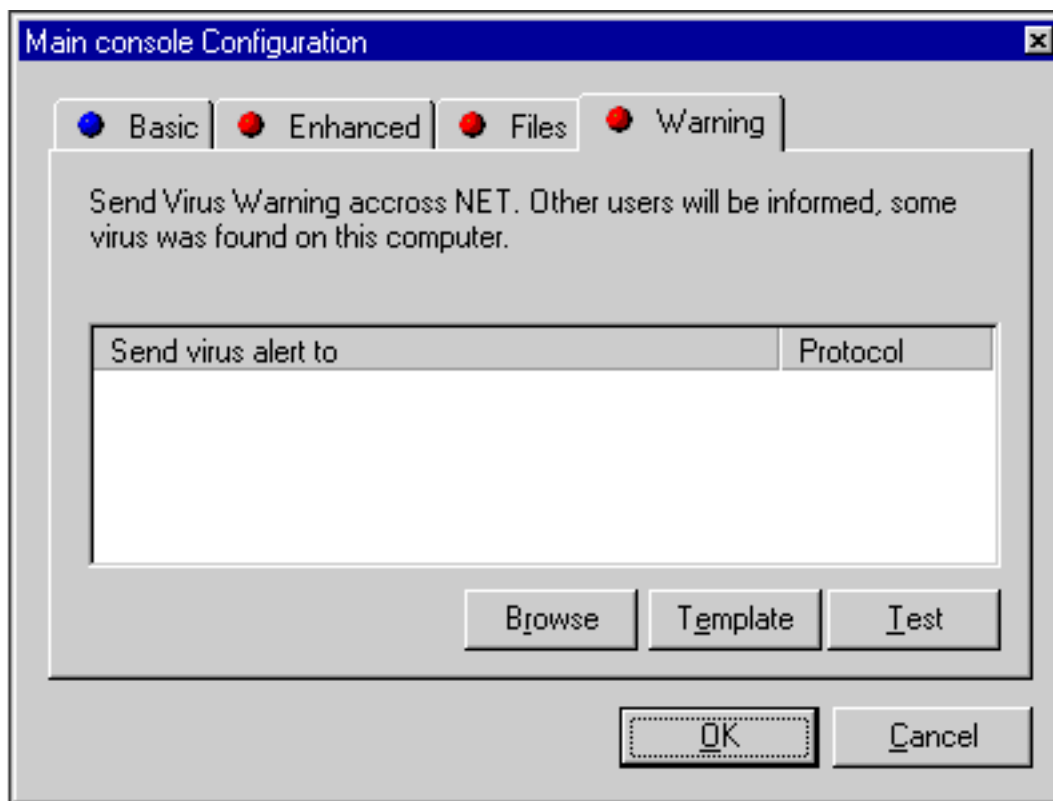 Main console Configuration
Basic Enhanced Files Warning
Send Virus Warning accross NET. Other users will be informed, some
virus was found on this computer.
Send virus alert to Protocol
Browse Template Test
OK Cancel